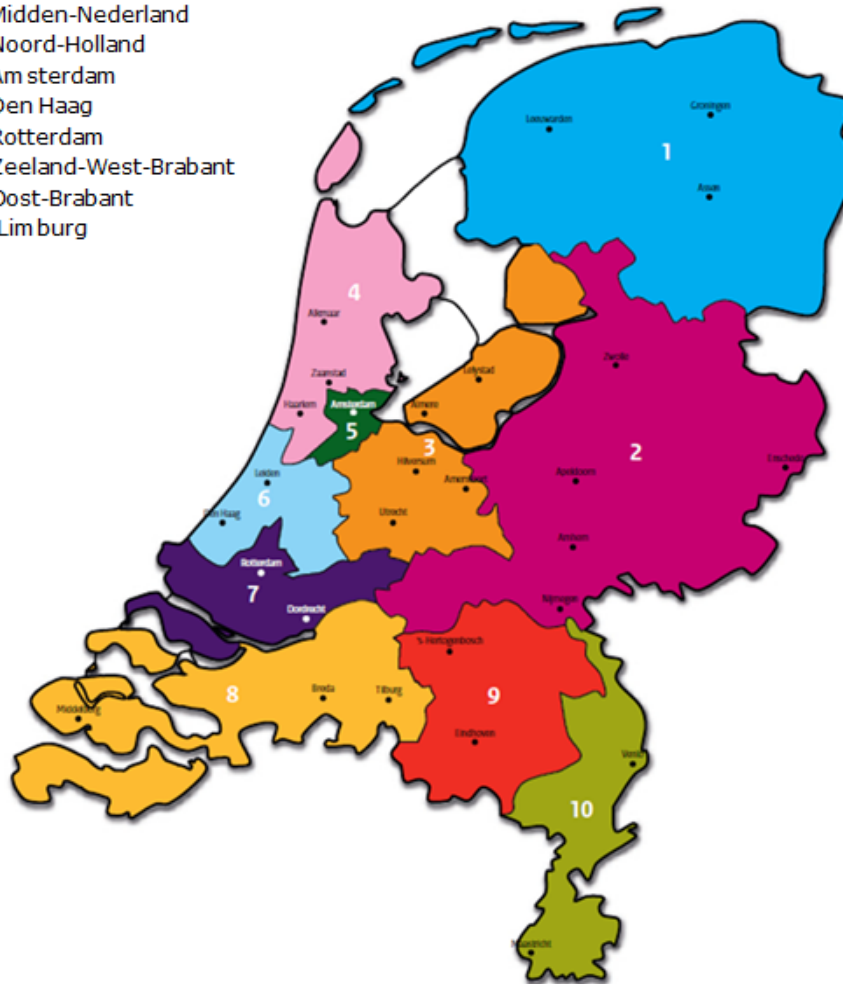 Midden-Nederland
Noord-Holland
Amsterdam
Den Haag
Rotterdam
Zeeland-West-Brabant
Oost-Brabant
Limburg
Leeuwarden
Groningen
1
Assen
4
Alkmaar
Zwolle
Zaanstad
Lelystad
Haarlem
Amsterdam
Almere
5
3
2
Hilversum
Enschede
Leiden
Apeldoorn
Amersfoort
6
Den Haag
Utrecht
Arnhem
Rotterdam
7
Nijmegen
Dordrecht
's-Hertogenbosch
8
Breda
Tilburg
9
Middelburg
Eindhoven
Venlo
10
Maastricht